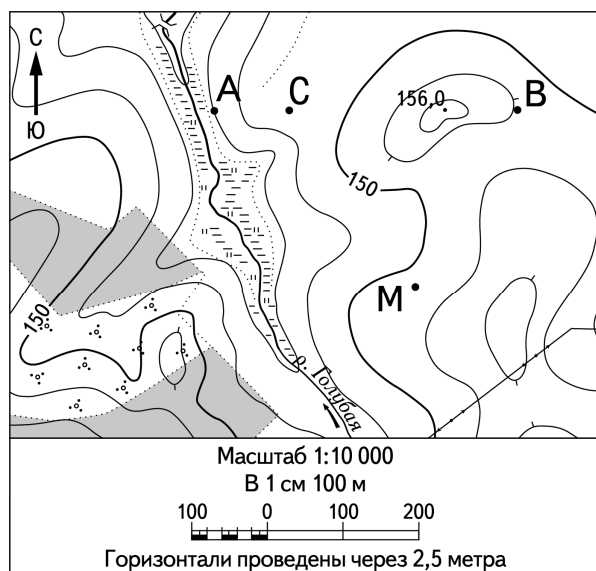 С
Ю
A
C
156,0
B
150
M
150
р. Голубая
Масштаб 1:10 000
В 1 см 100 м
100 0 100 200
Горизонтали проведены через 2,5 метра